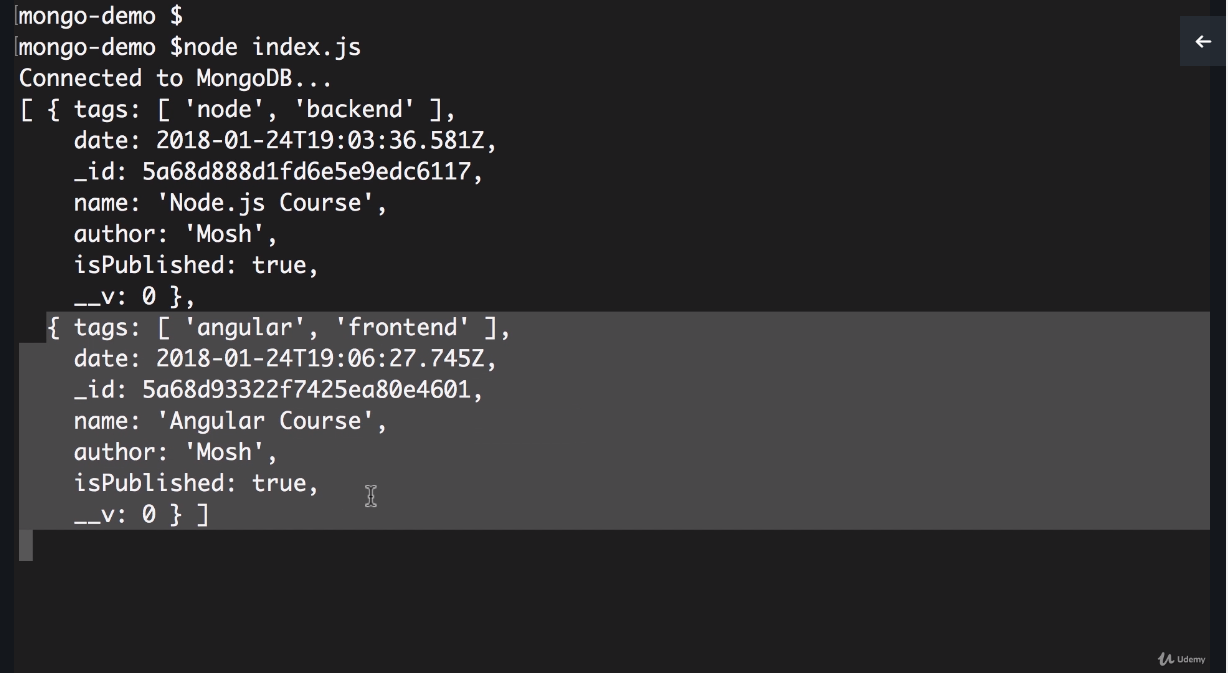 mongo-demo $
mongo-demo $node index.js
Connected to MongoDB...
[ { tags: [ 'node', 'backend' ],
    date: 2018-01-24T19:03:36.581Z,
    _id: 5a68d888d1fd6e5e9edc6117,
    name: 'Node.js Course',
    author: 'Mosh',
    isPublished: true,
    __v: 0 },
  { tags: [ 'angular', 'frontend' ],
    date: 2018-01-24T19:06:27.745Z,
    _id: 5a68d93322f7425ea80e4601,
    name: 'Angular Course',
    author: 'Mosh',
    isPublished: true,
    __v: 0 } ]
Udemy